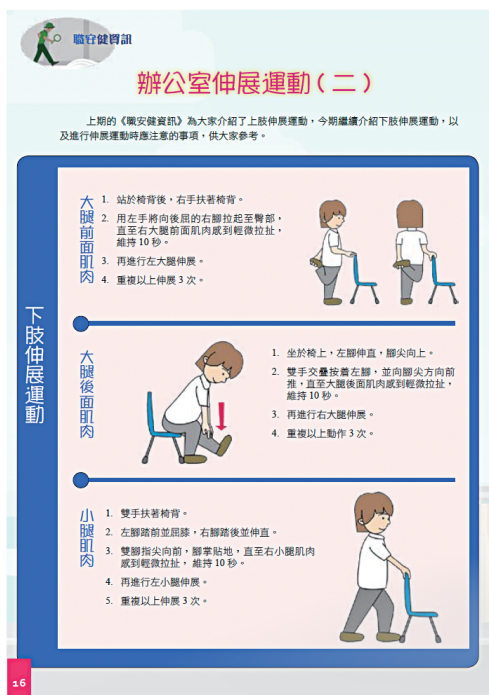 職安健資訊
辦公室伸展運動(二)
上期的《職安健資訊》為大家介紹了上肢伸展運動,今期繼續介紹下肢伸展運動,以
及進行伸展運動時應注意的事項,供大家參考。
下肢伸展運動
大腿前面肌肉
1. 站於椅背後,右手扶著椅背。
2. 用左手將向後屈的右腳拉起至臀部,
直至右大腿前面肌肉感到輕微拉扯,
維持 10 秒。
3. 再進行左大腿伸展。
4. 重複以上伸展 3 次。
大腿後面肌肉
1. 坐於椅上,左腳伸直,腳尖向上。
2. 雙手交疊按着左腳,並向腳尖方向前
推,直至大腿後面肌肉感到輕微拉扯,
維持 10 秒。
3. 再進行右大腿伸展。
4. 重複以上動作 3 次。
小腿肌肉
1. 雙手扶著椅背。
2. 左腳踏前並屈膝,右腳踏後並伸直。
3. 雙腳指尖向前,腳掌貼地,直至右小腿肌肉
感到輕微拉扯, 維持 10 秒。
4. 再進行左小腿伸展。
5. 重複以上伸展 3 次。
16